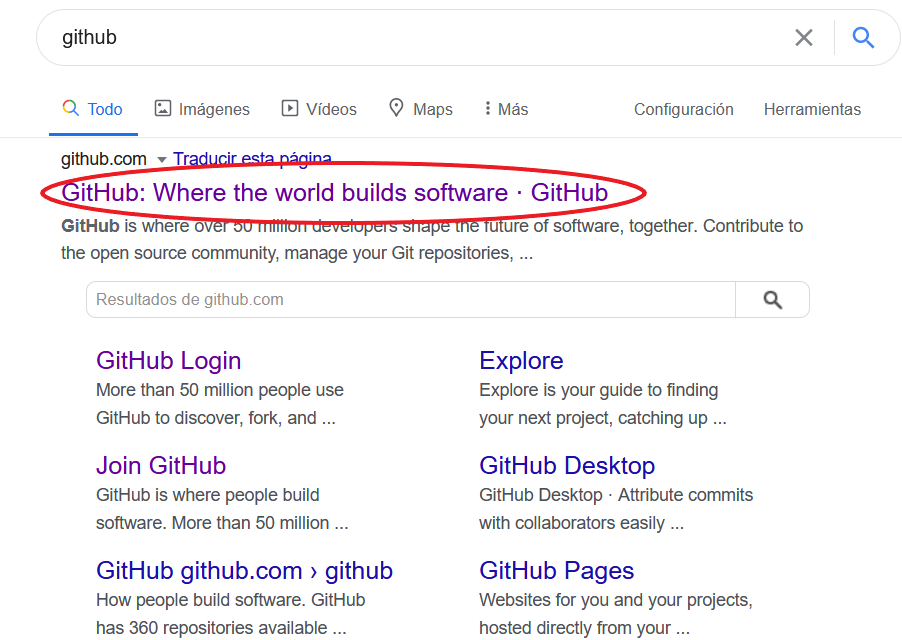 github
Todo Imágenes Vídeos Maps Más Configuración Herramientas
github.com Traducir esta página
GitHub: Where the world builds software · GitHub
GitHub is where over 50 million developers shape the future of software, together. Contribute to
the open source community, manage your Git repositories, ...
Resultados de github.com
GitHub Login
More than 50 million people use
GitHub to discover, fork, and ...
Explore
Explore is your guide to finding
your next project, catching up ...
Join GitHub
GitHub is where people build
software. More than 50 million ...
GitHub Desktop
GitHub Desktop · Attribute commits
with collaborators easily ...
GitHub github.com › github
How people build software. GitHub
has 360 repositories available ...
GitHub Pages
Websites for you and your projects,
hosted directly from your ...